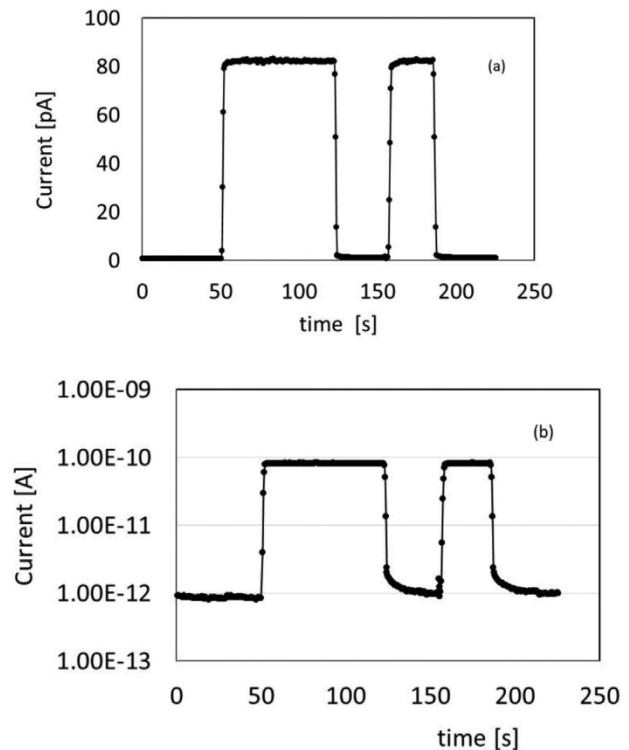 100
(a)
80
60
40
20
0
Current [pA]
0 50 100 150 200 250
time [s]
1.00E-09
(b)
1.00E-10
1.00E-11
1.00E-12
1.00E-13
Current [A]
0 50 100 150 200 250
time [s]